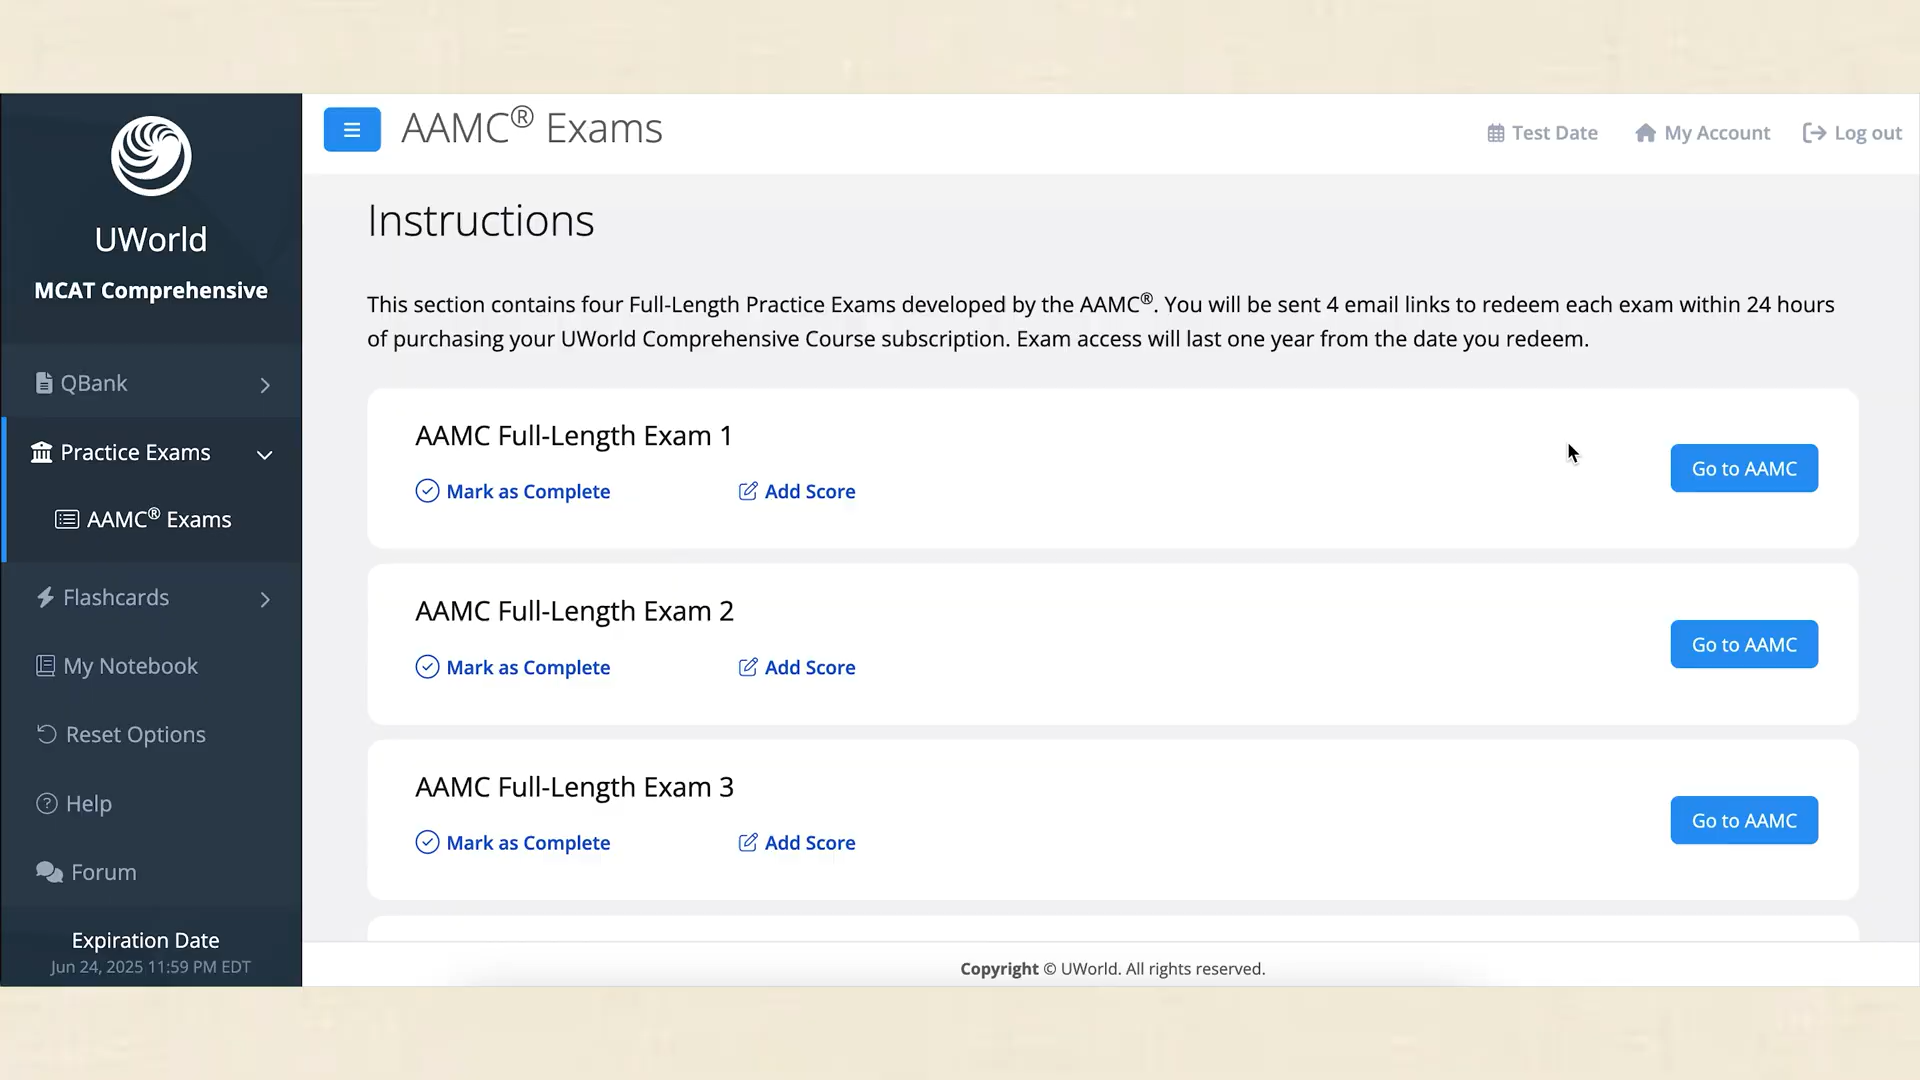 UWorld
MCAT Comprehensive
QBank
Practice Exams
AAMC® Exams
Flashcards
My Notebook
Reset Options
Help
Forum
Expiration Date
Jun 24, 2025 11:59 PM EDT
AAMC® Exams
Test Date
My Account
Log out
Instructions
This section contains four Full-Length Practice Exams developed by the AAMC®. You will be sent 4 email links to redeem each exam within 24 hours
of purchasing your UWorld Comprehensive Course subscription. Exam access will last one year from the date you redeem.
AAMC Full-Length Exam 1
Mark as Complete
Add Score
Go to AAMC
AAMC Full-Length Exam 2
Mark as Complete
Add Score
Go to AAMC
AAMC Full-Length Exam 3
Mark as Complete
Add Score
Go to AAMC
Copyright © UWorld. All rights reserved.